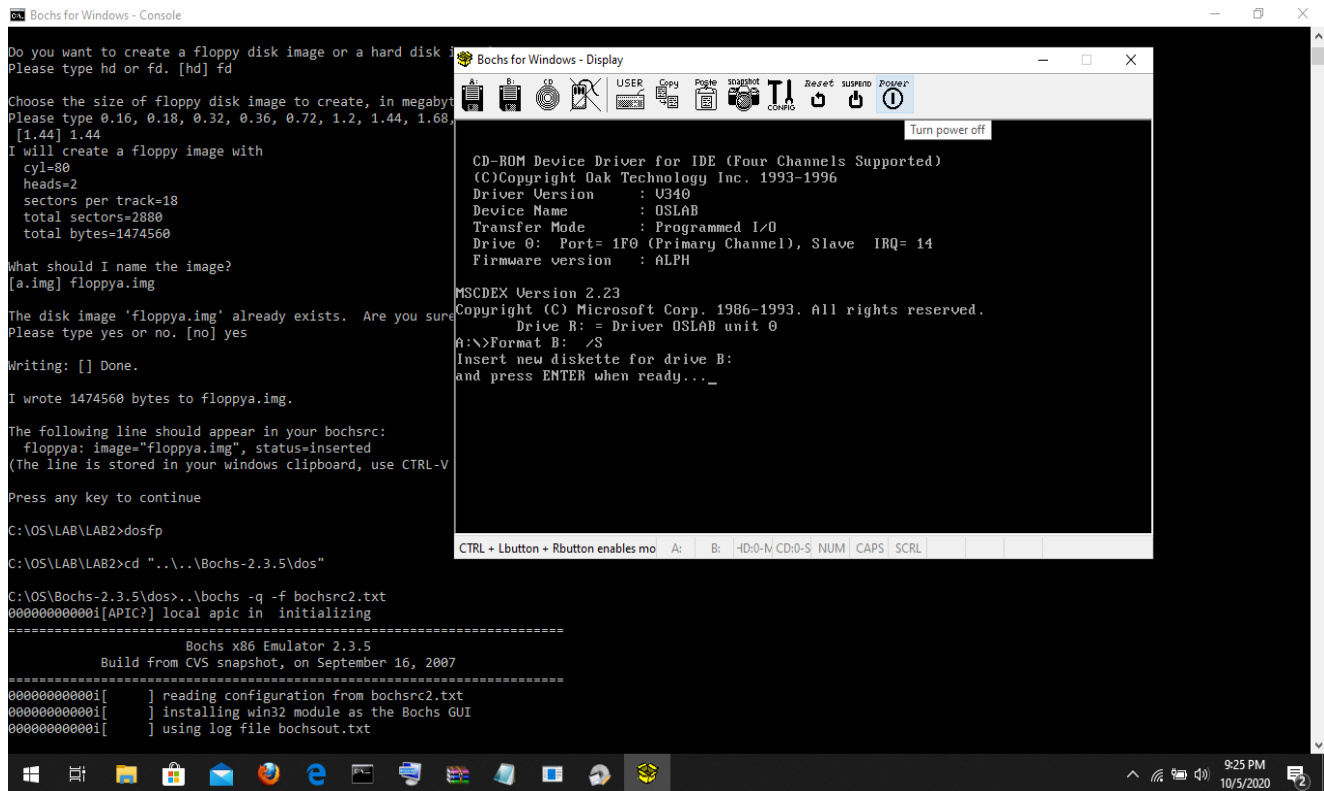 Bochs for Windows - Console
Do you want to create a floppy disk image or a hard disk
Please type hd or fd. [hd] fd
Choose the size of floppy disk image to create, in megabyt
Please type 0.16, 0.18, 0.32, 0.36, 0.72, 1.2, 1.44, 1.68,
[1.44] 1.44
I will create a floppy image with
cyl=80
heads=2
sectors per track=18
total sectors=2880
total bytes=1474560
What should I name the image?
[a.img] floppya.img
The disk image 'floppya.img' already exists.  Are you sure
Please type yes or no. [no] yes
Writing: [] Done.
I wrote 1474560 bytes to floppya.img.
The following line should appear in your bochsrc:
floppya: image="floppya.img", status=inserted
(The line is stored in your windows clipboard, use CTRL-V
Press any key to continue
C:\OS\LAB\LAB2>dosfp
C:\OS\LAB\LAB2>cd "..\..\Bochs-2.3.5\dos"
C:\OS\Bochs-2.3.5\dos>..\bochs -q -f bochsrc2.txt
00000000000i[APIC?] local apic in  initializing
========================================================================
Bochs x86 Emulator 2.3.5
Build from CVS snapshot, on September 16, 2007
========================================================================
00000000000i[     ] reading configuration from bochsrc2.txt
00000000000i[     ] installing win32 module as the Bochs GUI
00000000000i[     ] using log file bochsout.txt
Bochs for Windows - Display
A: B: CD USER Copy Paste snapshot CONFIG Reset SUSPEND Power
Turn power off
CD-ROM Device Driver for IDE (Four Channels Supported)
(C)Copyright Oak Technology Inc. 1993-1996
Driver Version : V340
Device Name : OSLAB
Transfer Mode : Programmed I/O
Drive 0: Port= 1F0 (Primary Channel), Slave IRQ= 14
Firmware version : ALPH
MSCDEX Version 2.23
Copyright (C) Microsoft Corp. 1986-1993. All rights reserved.
Drive R: = Driver OSLAB unit 0
A:\>Format B: /S
Insert new diskette for drive B:
and press ENTER when ready..._
CTRL + Lbutton + Rbutton enables mo A: B: HD:0-M CD:0-S NUM CAPS SCRL
9:25 PM
10/5/2020
2